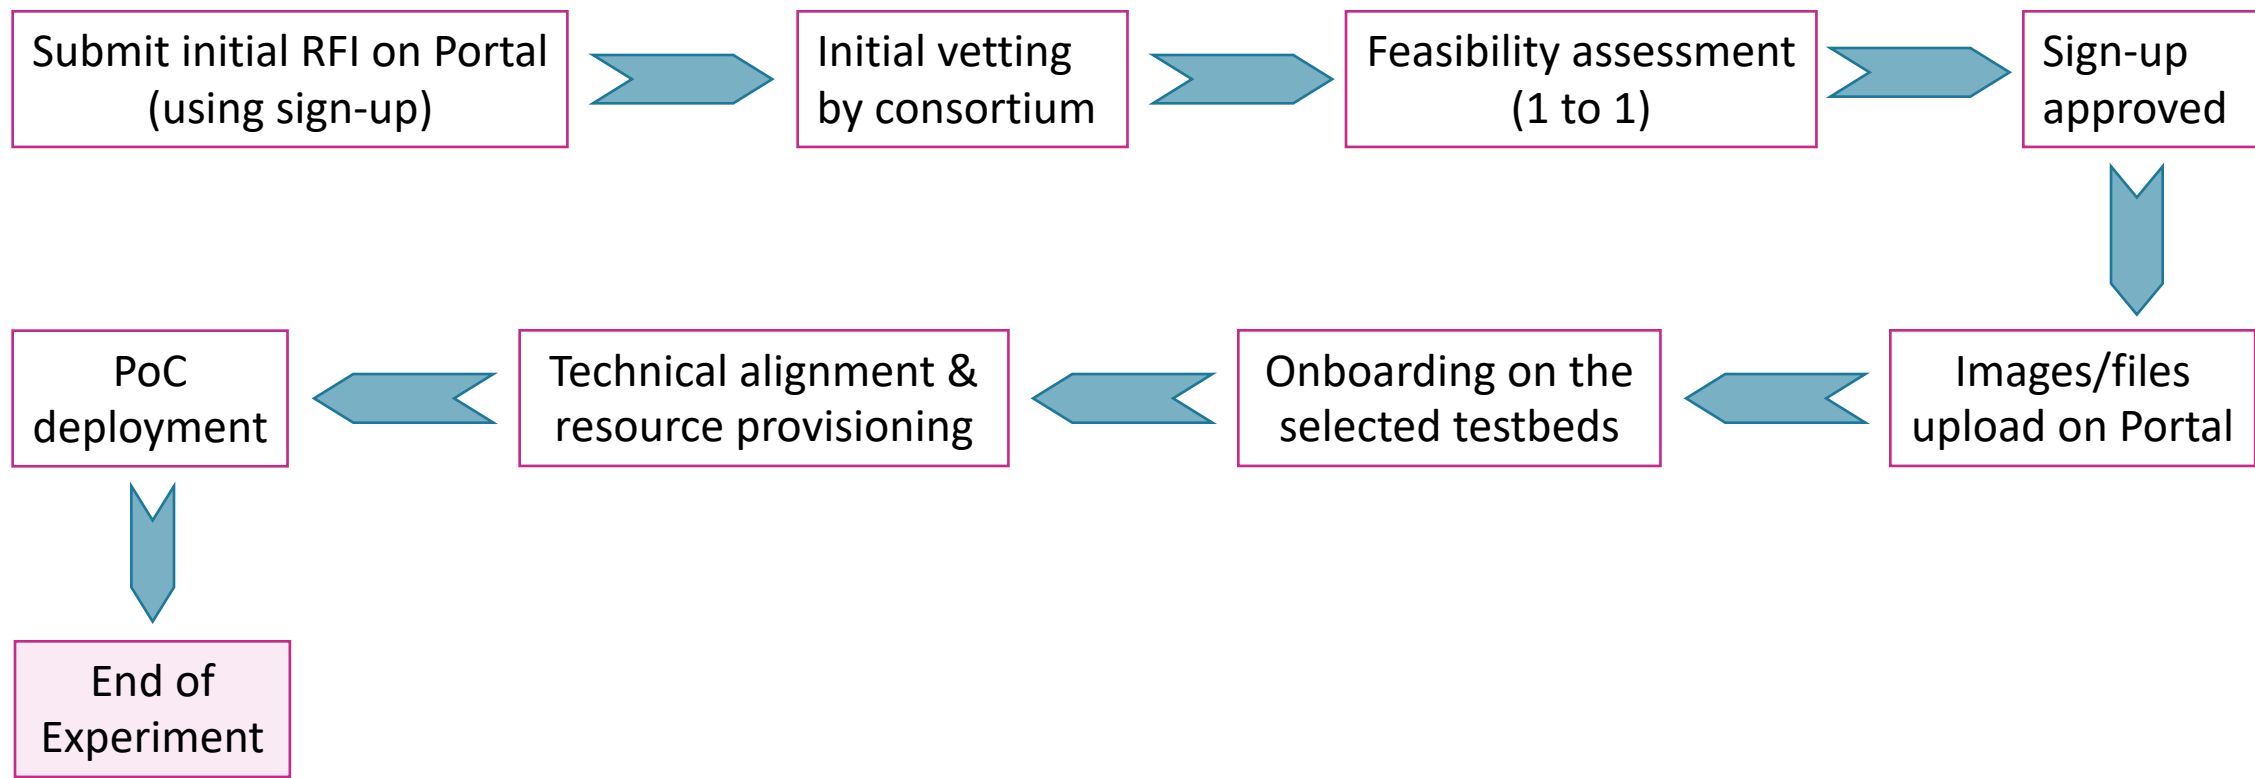 Submit initial RFI on Portal
(using sign-up)
Initial vetting
by consortium
Feasibility assessment
(1 to 1)
Sign-up
approved
Images/files
upload on Portal
Onboarding on the
selected testbeds
Technical alignment &
resource provisioning
PoC
deployment
End of
Experiment